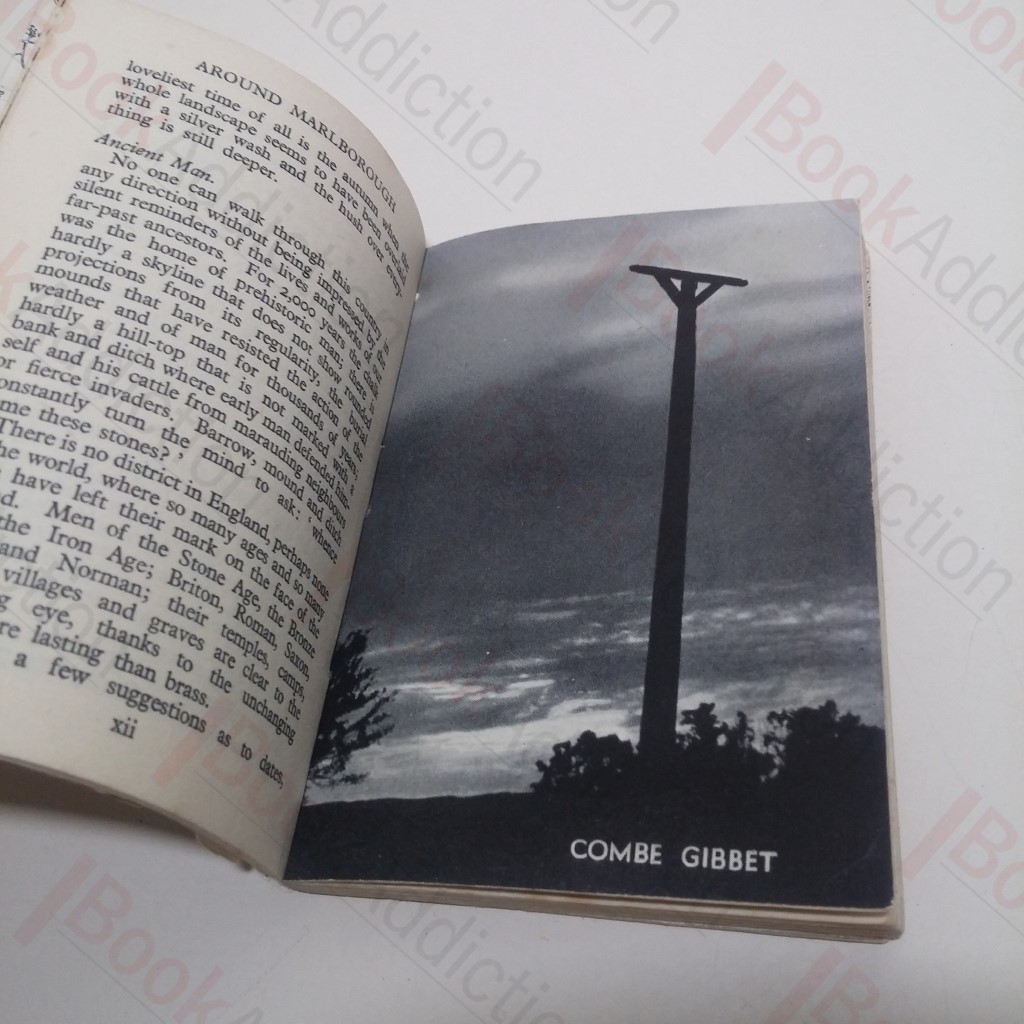 AROUND MARLBOROUGH
loveliest time of all is the autumn when the
whole landscape seems to have been overlaid
with a silver wash and the hush over every-
thing is still deeper.
Ancient Man.
No one can walk through this country in
any direction without being impressed by the
silent reminders of the lives and works of our
far-past ancestors. For 2,000 years the chalk
was the home of prehistoric man; there is
hardly a skyline that does not show rounded
projections from its regularity, the burial
mounds that have resisted the action of the
weather and of man for thousands of years,
hardly a hill-top that is not marked with a
bank and ditch where early man defended him-
self and his cattle from marauding neighbours
or fierce invaders. Barrow, mound and ditch
onstantly turn the mind to ask: ' whence
me these stones? '
There is no district in England, perhaps none
he world, where so many ages and so many
have left their mark on the face of the
d. Men of the Stone Age, the Bronze
the Iron Age; Briton, Roman, Saxon,
and Norman; their temples, camps,
villages and graves are clear to the
g eye, thanks to the unchanging
re lasting than brass.
a few suggestions as to dates,
xii
COMBE GIBBET
BookAddiction